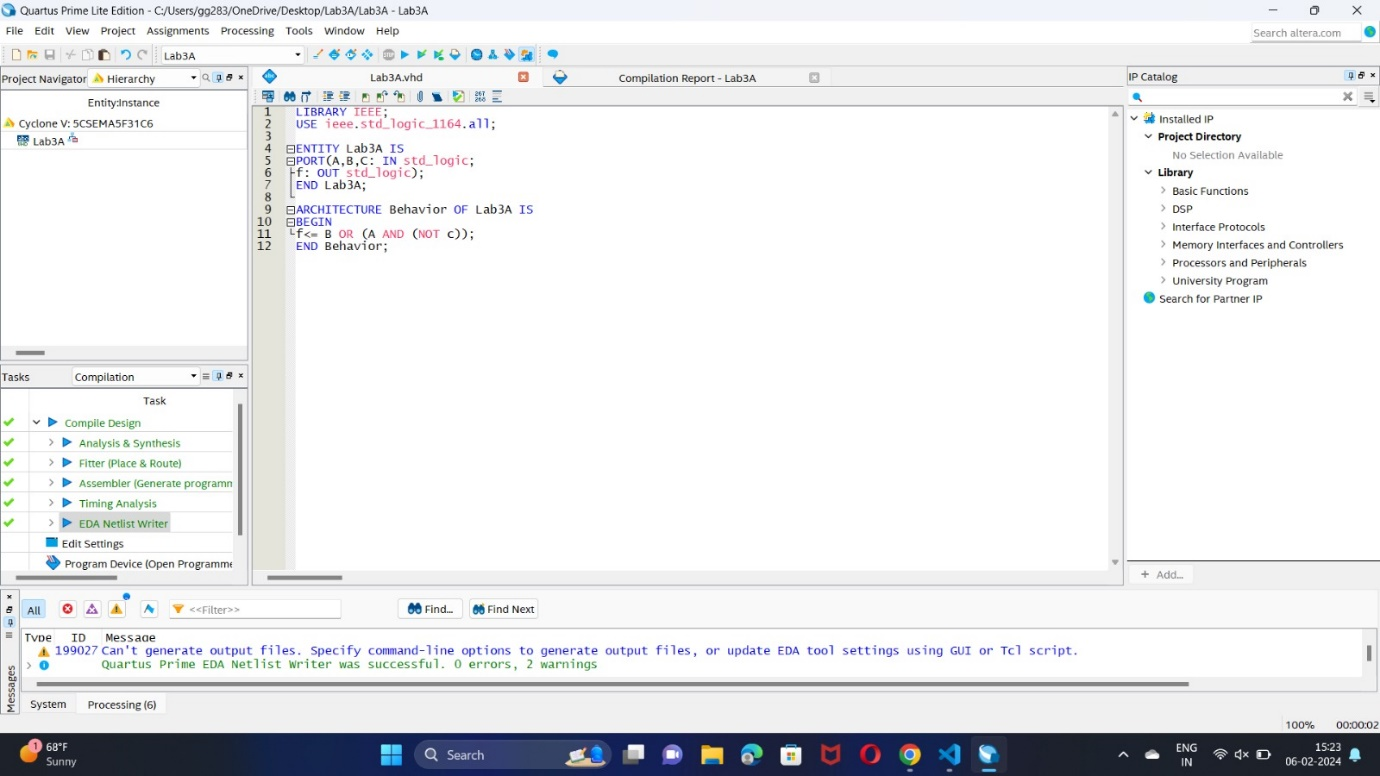 Quartus Prime Lite Edition - C:/Users/gg283/OneDrive/Desktop/Lab3A/Lab3A - Lab3A
File Edit View Project Assignments Processing Tools Window Help
Search altera.com
Lab3A
Project Navigator Hierarchy
Entity:Instance
Cyclone V: 5CSEMA5F31C6
Lab3A
Tasks Compilation
Task
Compile Design
Analysis & Synthesis
Fitter (Place & Route)
Assembler (Generate programm
Timing Analysis
EDA Netlist Writer
Edit Settings
Program Device (Open Programme
Lab3A.vhd
Compilation Report - Lab3A
1 LIBRARY IEEE;
2 USE ieee.std_logic_1164.all;
3
4 ENTITY Lab3A IS
5 PORT(A,B,C: IN std_logic;
6 f: OUT std_logic);
7 END Lab3A;
8
9 ARCHITECTURE Behavior OF Lab3A IS
10 BEGIN
11 f<= B OR (A AND (NOT c));
12 END Behavior;
IP Catalog
Installed IP
Project Directory
No Selection Available
Library
Basic Functions
DSP
Interface Protocols
Memory Interfaces and Controllers
Processors and Peripherals
University Program
Search for Partner IP
+ Add...
All <<Filter>> Find... Find Next
Type ID Message
199027 Can't generate output files. Specify command-line options to generate output files, or update EDA tool settings using GUI or Tcl script.
Quartus Prime EDA Netlist Writer was successful. 0 errors, 2 warnings
Messages
System Processing (6)
100% 00:00:02
1
68°F
Sunny
Search
ENG
IN
15:23
06-02-2024